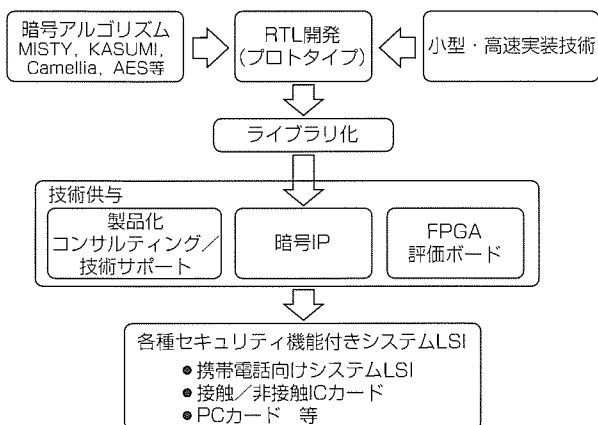 暗号アルゴリズム
MISTY, KASUMI,
Camellia, AES等
RTL開発
(プロトタイプ)
小型・高速実装技術
ライブラリ化
技術供与
製品化
コンサルティング／
技術サポート
暗号IP
FPGA
評価ボード
各種セキュリティ機能付きシステムLSI
●携帯電話向けシステムLSI
●接触／非接触ICカード
●PCカード 等